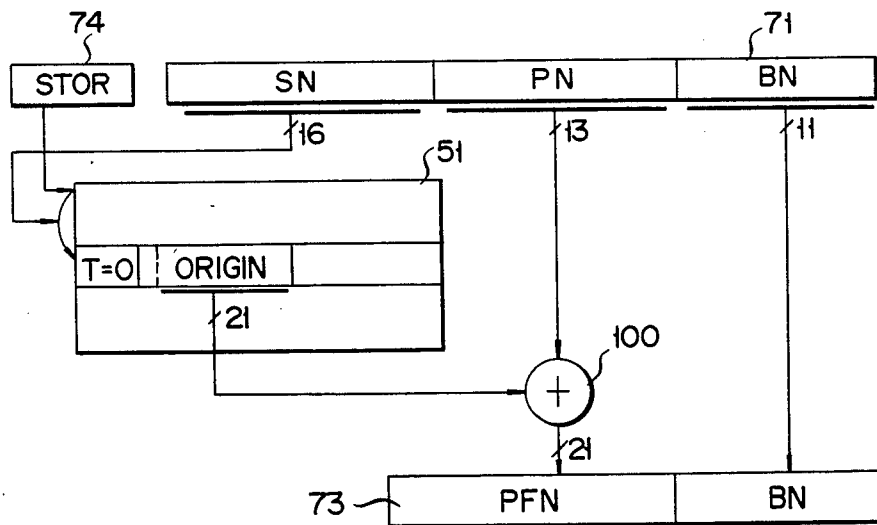 74
71
STOR
SN
PN
BN
16
13
11
51
T=0
ORIGIN
21
100
+
21
73
PFN
BN